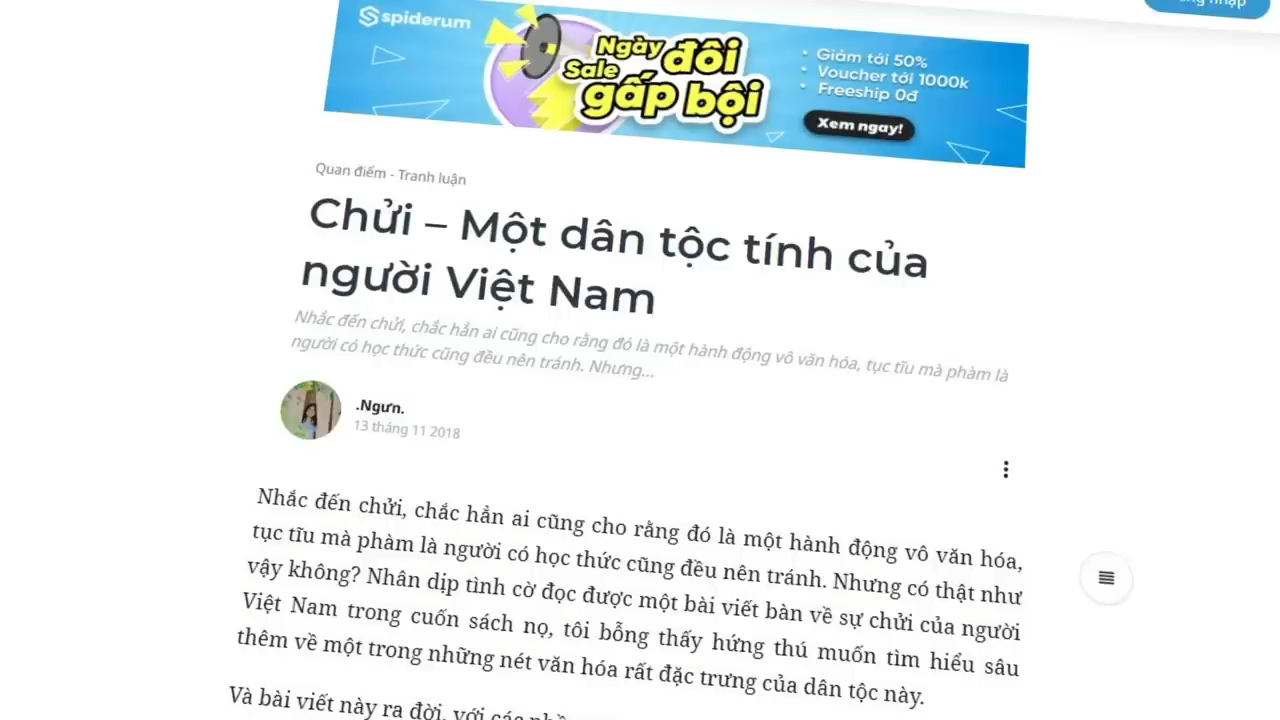 spiderum
Ngày đôi
Sale gấp bội
• Giảm tới 50%
• Voucher tới 1000k
• Freeship 0đ
Xem ngay!
nhập
Quan điểm - Tranh luận
Chửi – Một dân tộc tính của
người Việt Nam
Nhắc đến chửi, chắc hẳn ai cũng cho rằng đó là một hành động vô văn hóa, tục tĩu mà phàm là
người có học thức cũng đều nên tránh. Nhưng...
.Ngưn.
13 tháng 11 2018
Nhắc đến chửi, chắc hẳn ai cũng cho rằng đó là một hành động vô văn hóa,
tục tĩu mà phàm là người có học thức cũng đều nên tránh. Nhưng có thật như
vậy không? Nhân dịp tình cờ đọc được một bài viết bàn về sự chửi của người
Việt Nam trong cuốn sách nọ, tôi bỗng thấy hứng thú muốn tìm hiểu sâu
thêm về một trong những nét văn hóa rất đặc trưng của dân tộc này.
Và bài viết này ra đời, với các